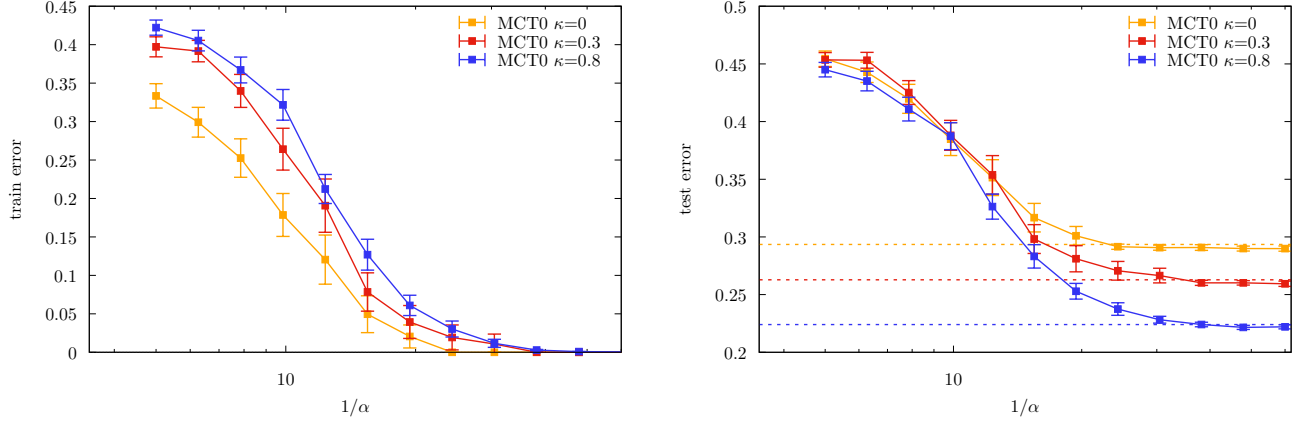 0.45
0.4
0.35
0.3
0.25
0.2
0.15
0.1
0.05
0
train error
10
1/α
MCT0 κ=0
MCT0 κ=0.3
MCT0 κ=0.8
0.5
0.45
0.4
0.35
0.3
0.25
0.2
test error
10
1/α
MCT0 κ=0
MCT0 κ=0.3
MCT0 κ=0.8